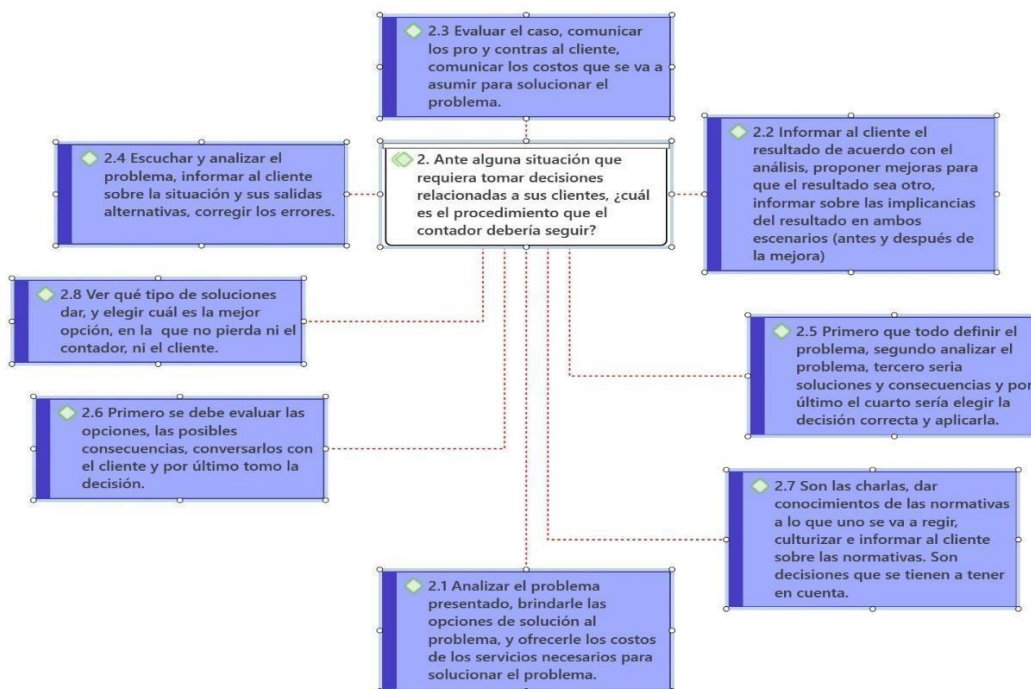 2.3 Evaluar el caso, comunicar
los pro y contras al cliente,
comunicar los costos que se va a
asumir para solucionar el
problema.
2.4 Escuchar y analizar el
problema, informar al cliente
sobre la situación y sus salidas
alternativas, corregir los errores.
2. Ante alguna situación que
requiera tomar decisiones
relacionadas a sus clientes, ¿cuál
es el procedimiento que el
contador debería seguir?
2.2 Informar al cliente el
resultado de acuerdo con el
análisis, proponer mejoras para
que el resultado sea otro,
informar sobre las implicancias
del resultado en ambos
escenarios (antes y después de
la mejora)
2.8 Ver qué tipo de soluciones
dar, y elegir cuál es la mejor
opción, en la que no pierda ni el
contador, ni el cliente.
2.5 Primero que todo definir el
problema, segundo analizar el
problema, tercero seria
soluciones y consecuencias y por
último el cuarto sería elegir la
decisión correcta y aplicarla.
2.6 Primero se debe evaluar las
opciones, las posibles
consecuencias, conversarlos con
el cliente y por último tomo la
decisión.
2.7 Son las charlas, dar
conocimientos de las normativas
a lo que uno se va a regir,
culturizar e informar al cliente
sobre las normativas. Son
decisiones que se tienen a tener
en cuenta.
2.1 Analizar el problema
presentado, brindarle las
opciones de solución al
problema, y ofrecerle los costos
de los servicios necesarios para
solucionar el problema.